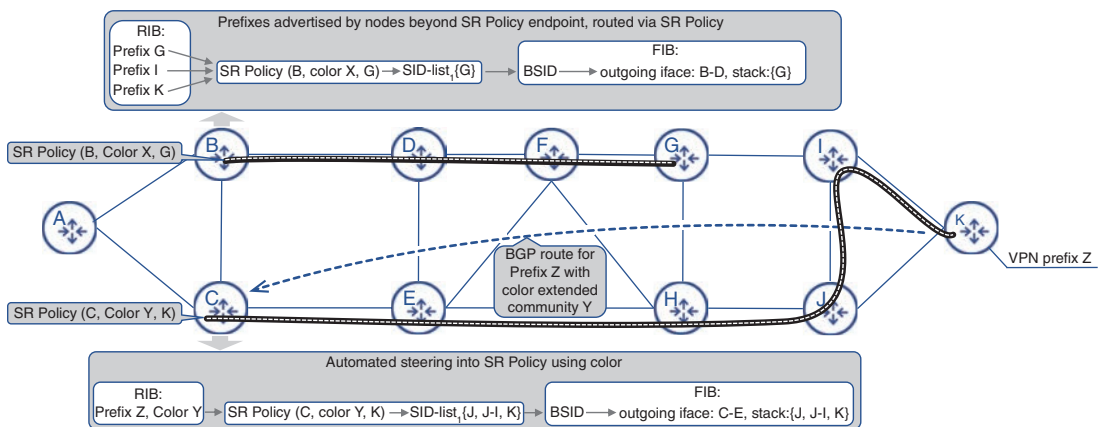 Prefixes advertised by nodes beyond SR Policy endpoint, routed via SR Policy
RIB:
Prefix G
Prefix I
Prefix K
SR Policy (B, color X, G)
SID-list1{G}
FIB:
BSID
outgoing iface: B-D, stack:{G}
SR Policy (B, Color X, G)
B
D
F
G
I
A
K
VPN prefix Z
BGP route for
Prefix Z with
color extended
community Y
SR Policy (C, Color Y, K)
C
E
H
J
Automated steering into SR Policy using color
RIB:
Prefix Z, Color Y
SR Policy (C, color Y, K)
SID-list1{J, J-I, K}
FIB:
BSID
outgoing iface: C-E, stack:{J, J-I, K}